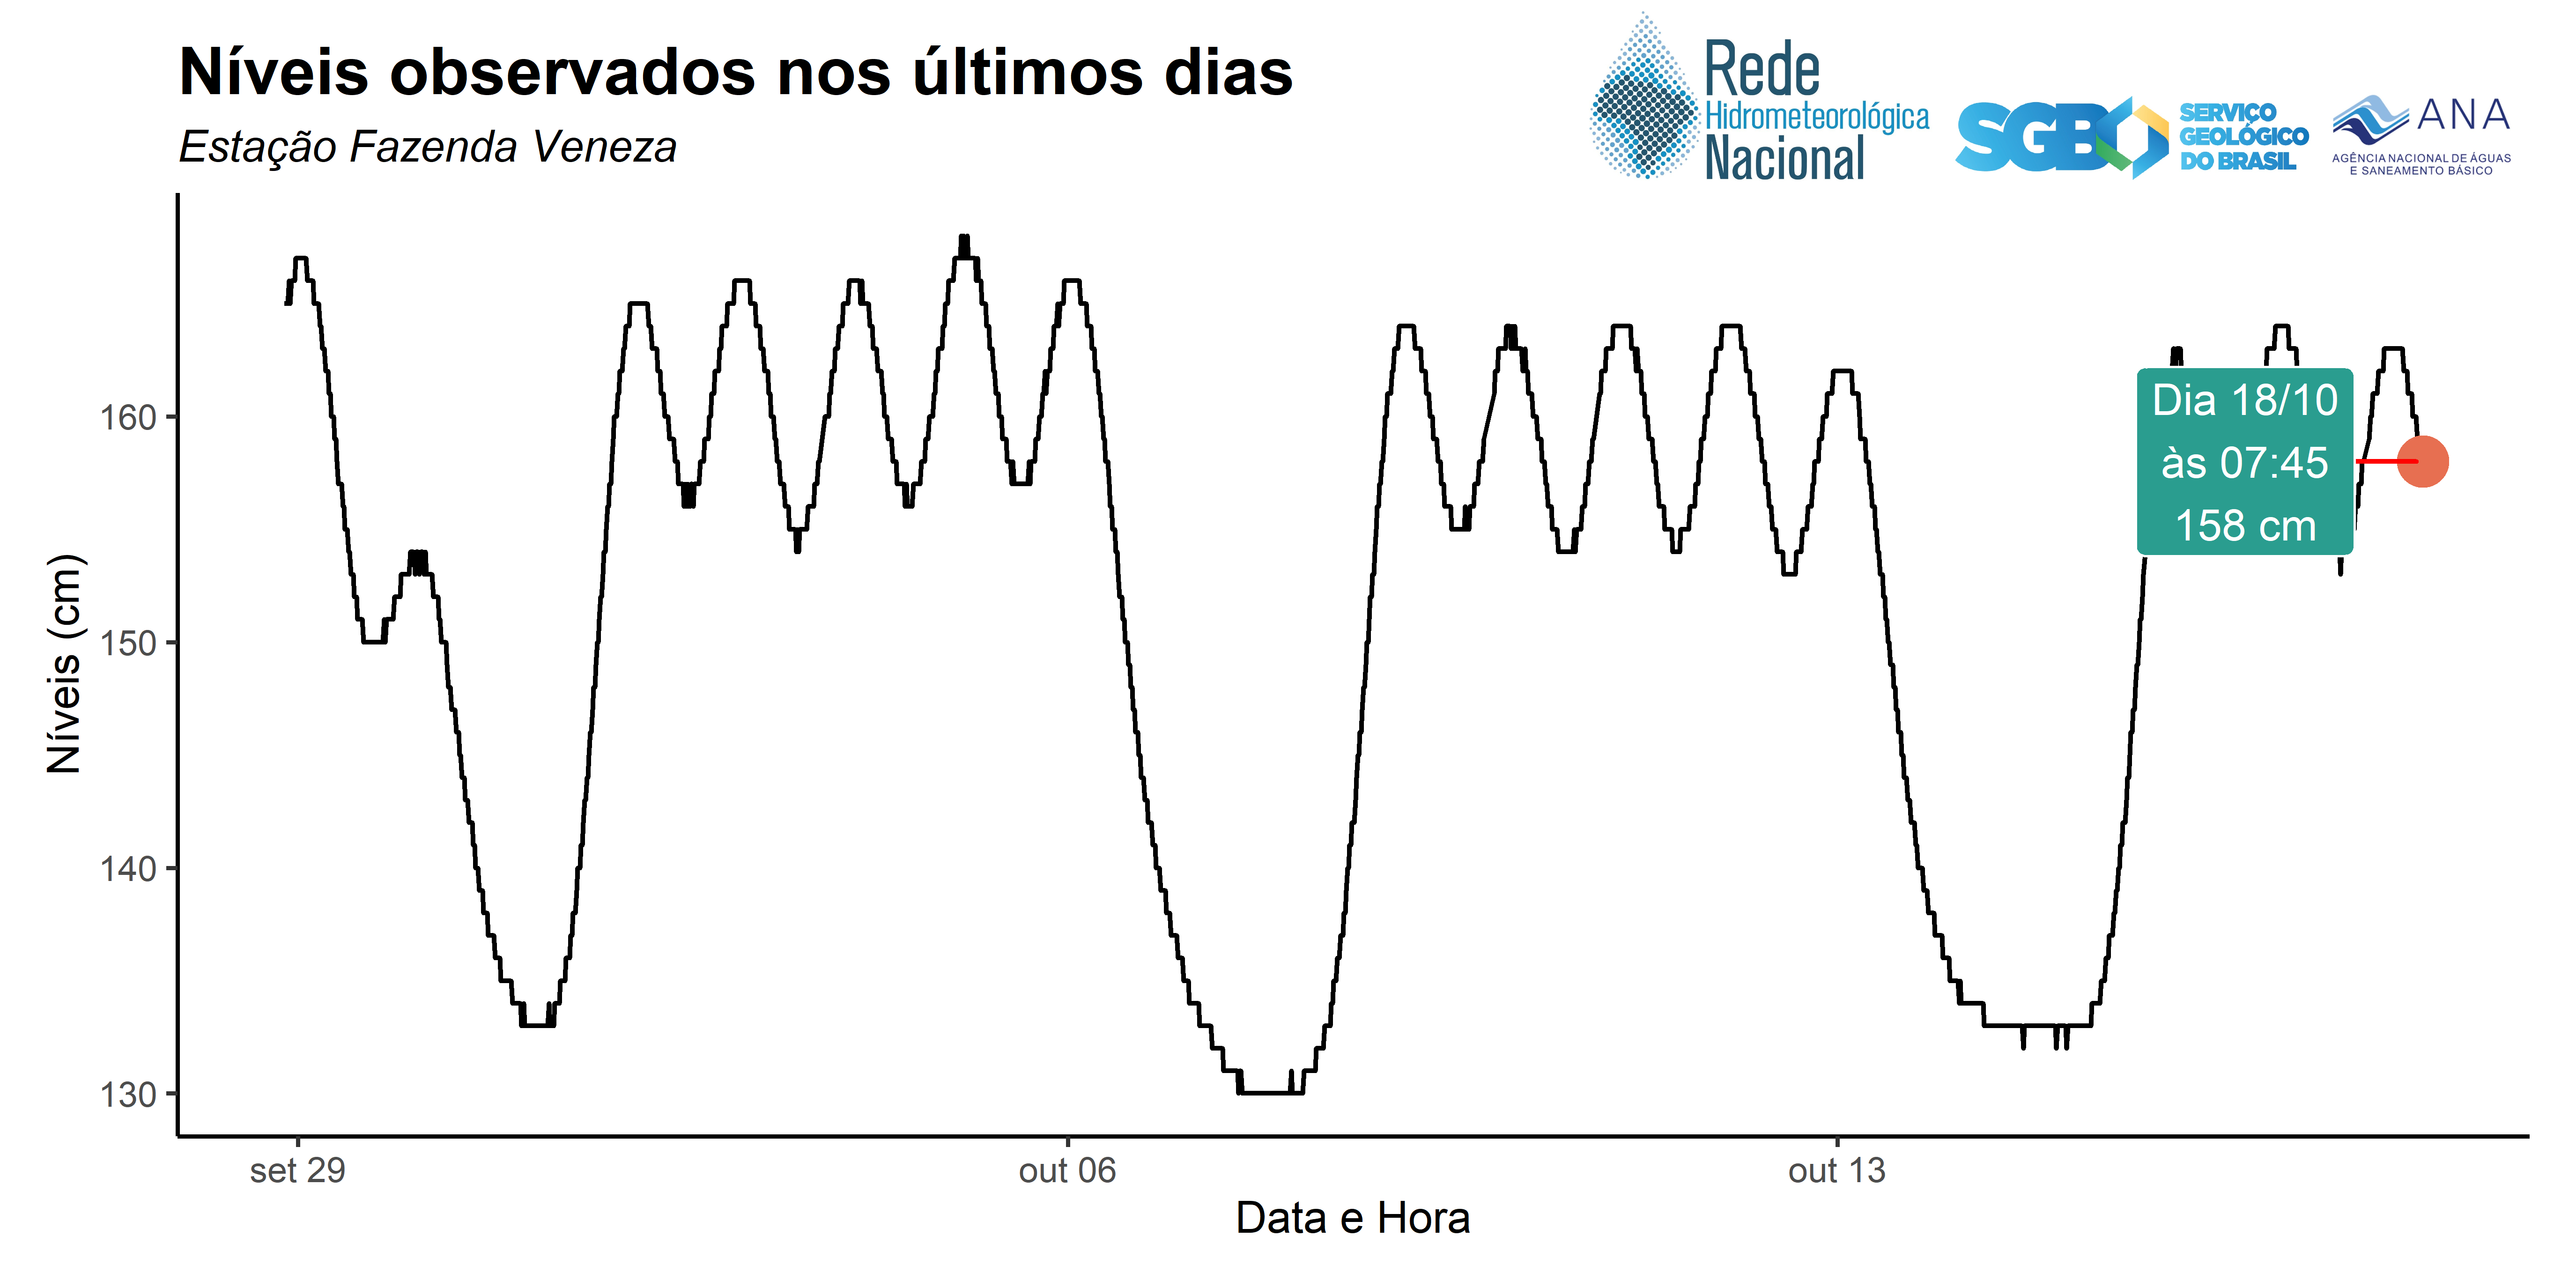 Níveis observados nos últimos dias
Estação Fazenda Veneza
Rede
Hidrometeorológica
Nacional
SGB
SERVIÇO
GEOLÓGICO
DO BRASIL
ANA
AGÊNCIA NACIONAL DE ÁGUAS
E SANEAMENTO BÁSICO
Níveis (cm)
160
150
140
130
Dia 18/10
às 07:45
158 cm
set 29
out 06
out 13
Data e Hora